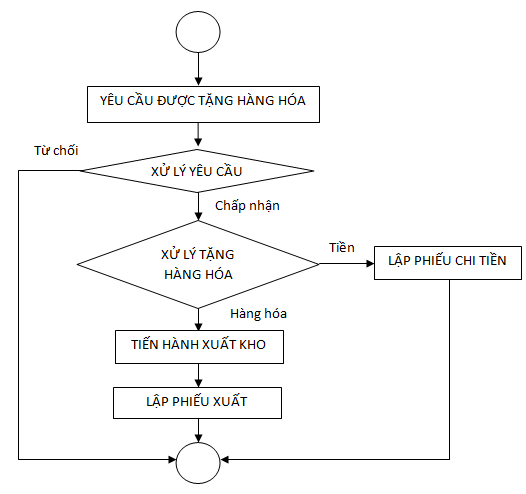 YÊU CẦU ĐƯỢC TẶNG HÀNG HÓA
Từ chối
XỬ LÝ YÊU CẦU
Chấp nhận
XỬ LÝ TẶNG
HÀNG HÓA
Tiền
LẬP PHIẾU CHI TIỀN
Hàng hóa
TIẾN HÀNH XUẤT KHO
LẬP PHIẾU XUẤT